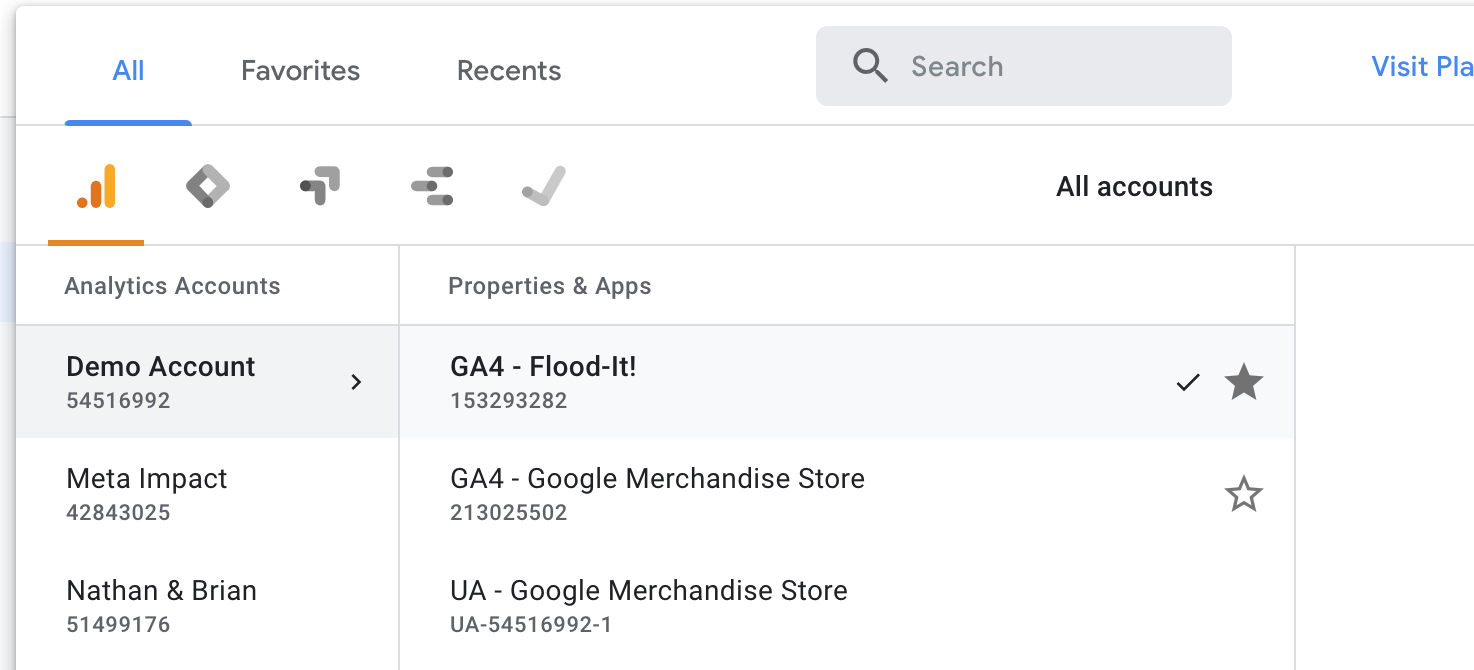 All
Favorites
Recents
Search
Visit Pla
All accounts
Analytics Accounts
Properties & Apps
Demo Account
54516992
GA4 - Flood-It!
153293282
Meta Impact
42843025
GA4 - Google Merchandise Store
213025502
Nathan & Brian
51499176
UA - Google Merchandise Store
UA-54516992-1